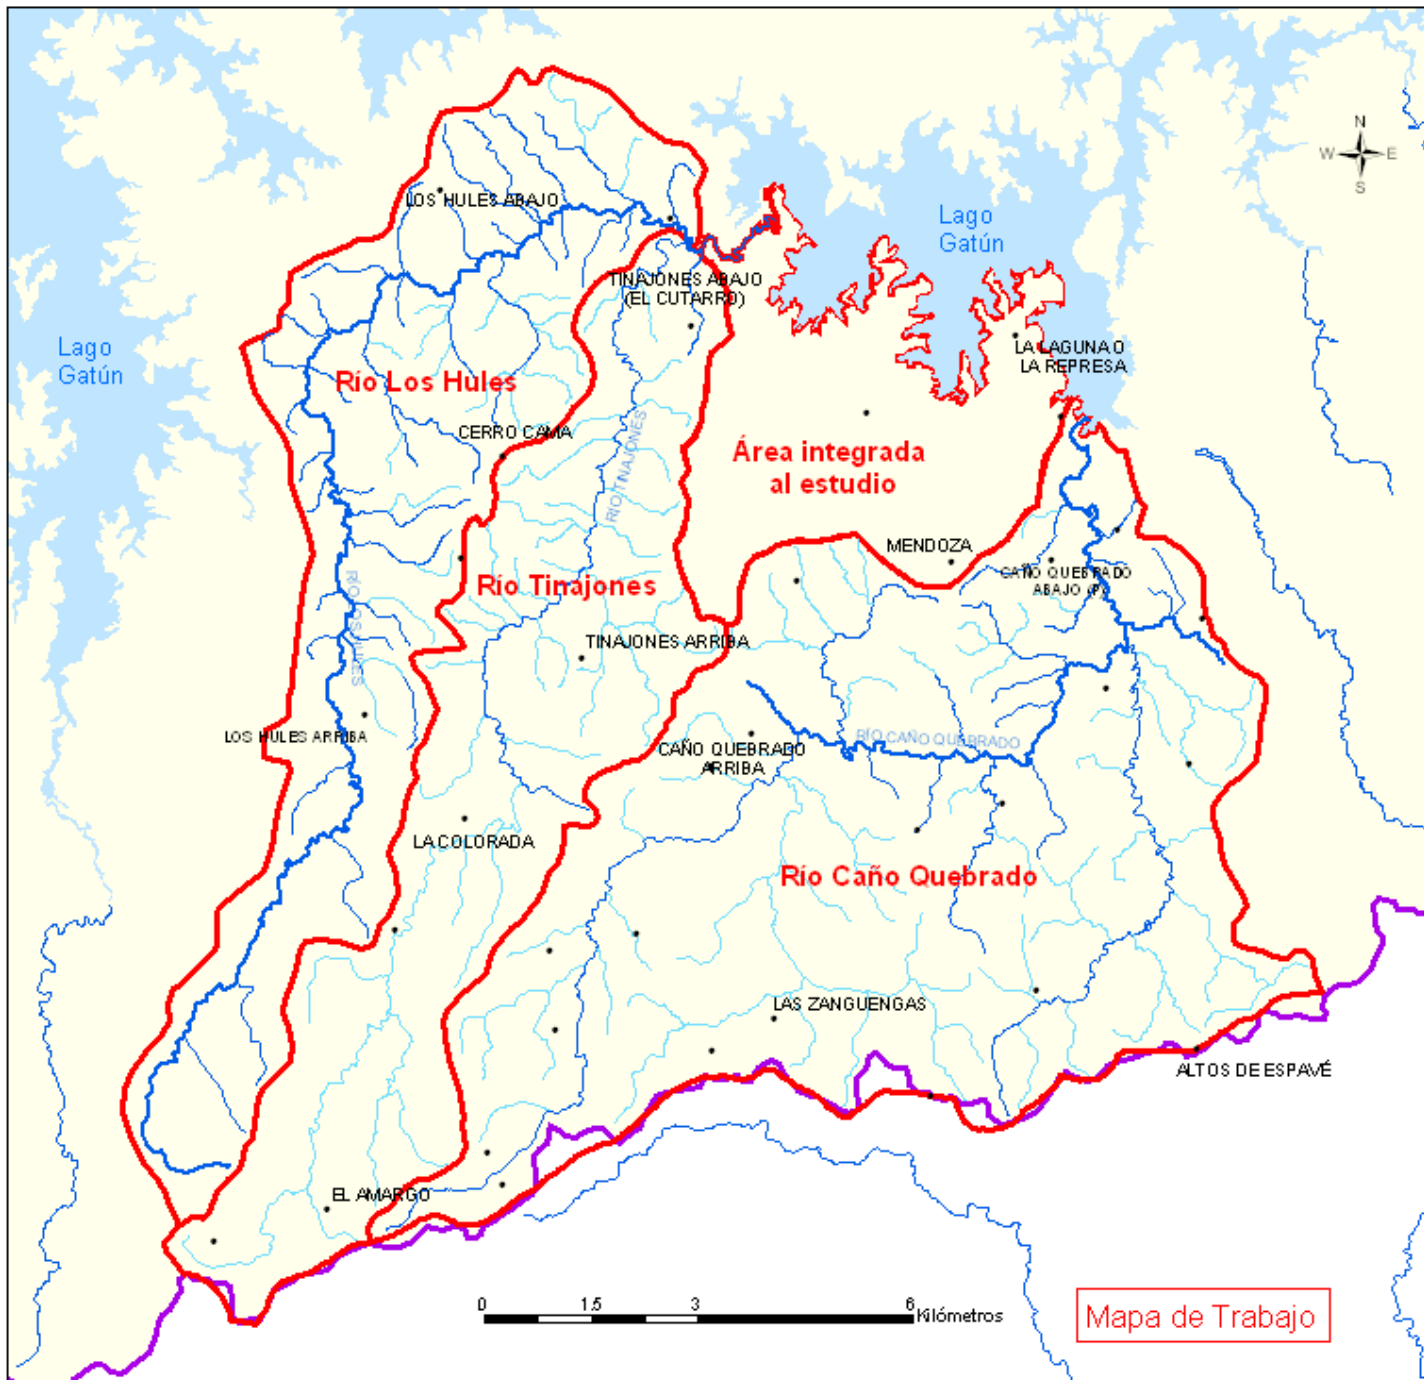 N
W E
S
LOS HULES ABAJO
Lago
Gatún
TINAJONES ABAJO
(EL CUTARRO)
Lago
Gatún
LA LAGUNA O
LA REPRESA
Río Los Hules
CERRO CAMA
RÍO TINAJONES
Área integrada
al estudio
MENDOZA
CAÑO QUEBRADO
ABAJO (P)
Río Tinajones
RÍO LOS HULES
TINAJONES ARRIBA
LOS HULES ARRIBA
CAÑO QUEBRADO
ARRIBA
RÍO CAÑO QUEBRADO
LA COLORADA
Río Caño Quebrado
LAS ZANGUENGAS
ALTOS DE ESPAVÉ
EL AMARGO
0 1.5 3 6
Kilómetros
Mapa de Trabajo